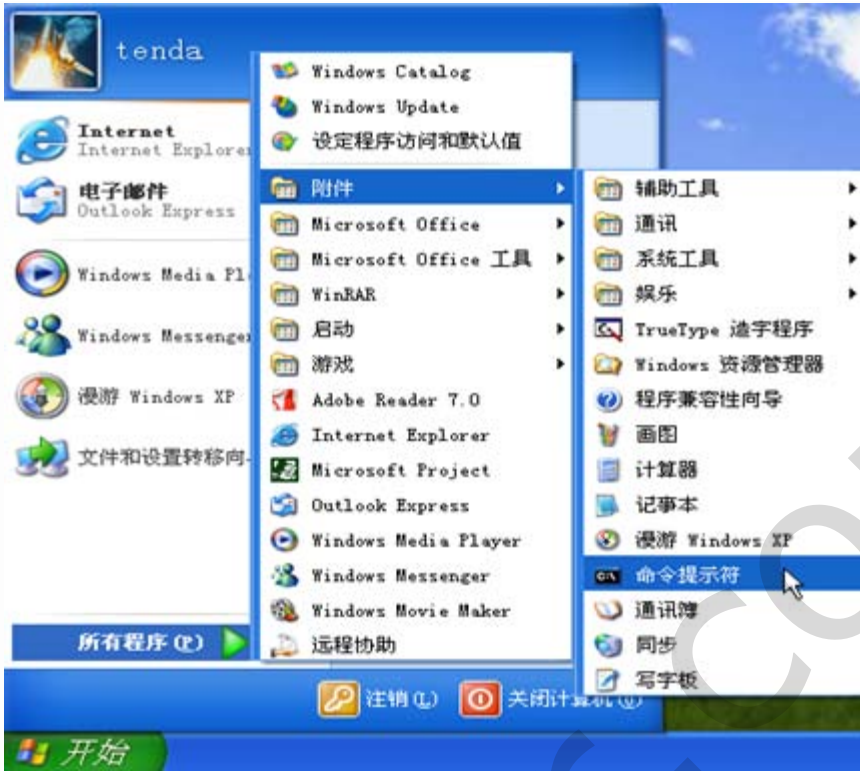 tenda
Internet
Internet Explorer
电子邮件
Outlook Express
Windows Media Pl
Windows Messenger
漫游 Windows XP
文件和设置转移向
所有程序(P)
Windows Catalog
Windows Update
设定程序访问和默认值
附件
Microsoft Office
Microsoft Office 工具
WinRAR
启动
游戏
Adobe Reader 7.0
Internet Explorer
Microsoft Project
Outlook Express
Windows Media Player
Windows Messenger
Windows Movie Maker
远程协助
辅助工具
通讯
系统工具
娱乐
TrueType 造字程序
Windows 资源管理器
程序兼容性向导
画图
计算器
记事本
漫游 Windows XP
命令提示符
通讯簿
同步
写字板
注销(L)
关闭计算机(U)
开始